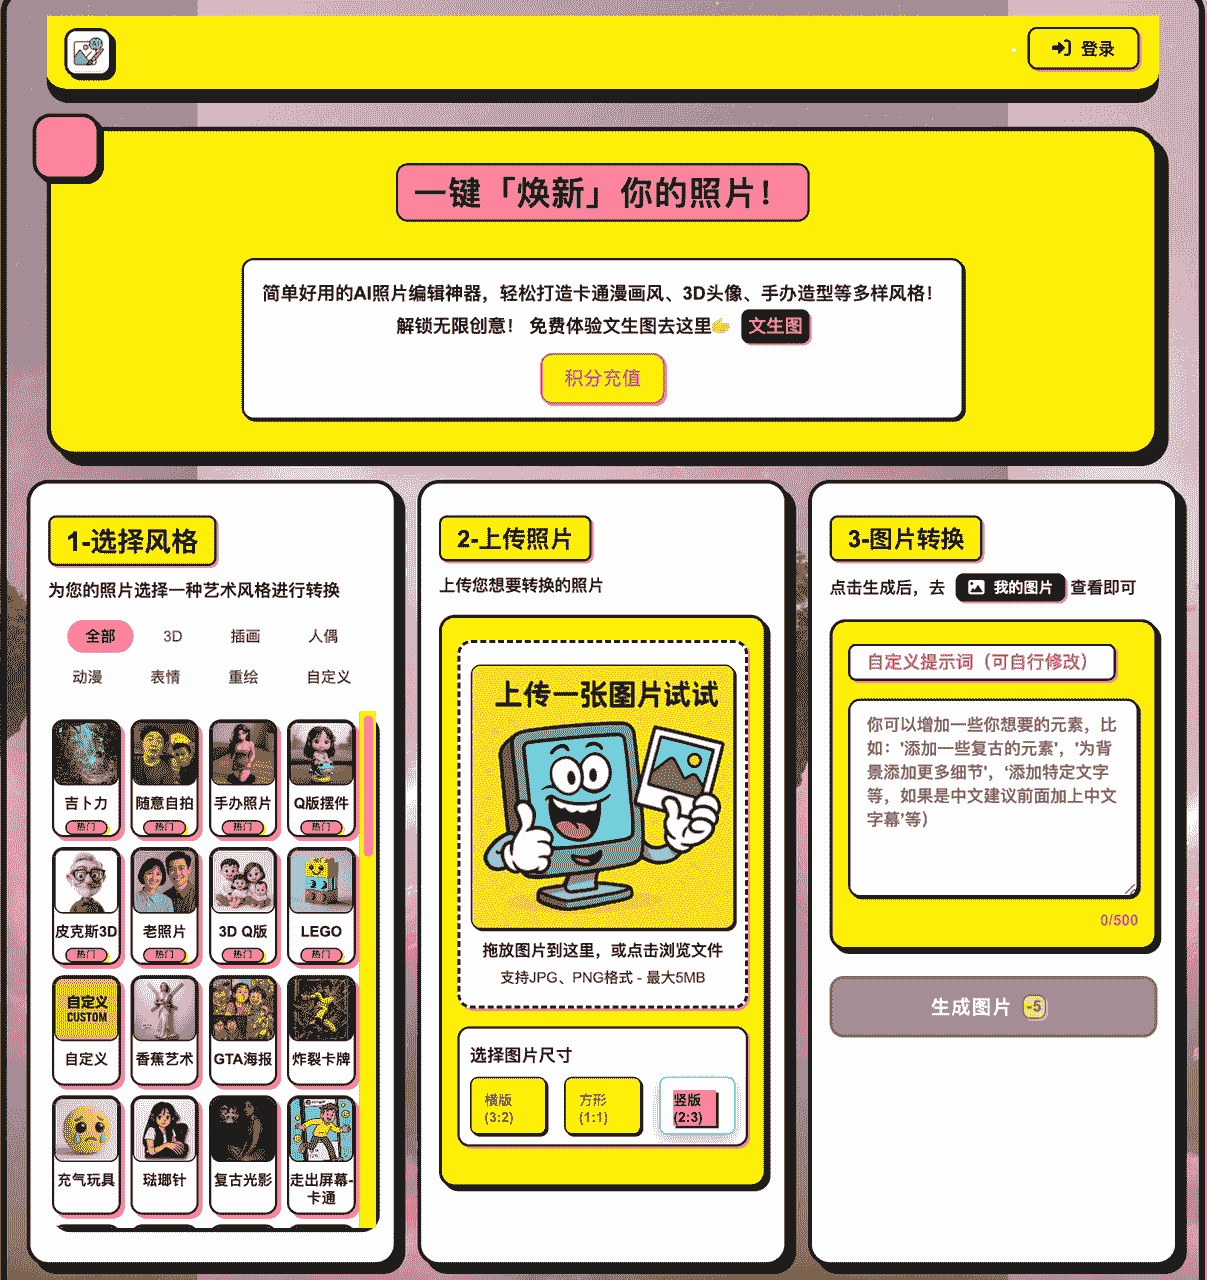 登录
一键「焕新」你的照片！
简单好用的AI照片编辑神器，轻松打造卡通漫画风、3D头像、手办造型等多样风格！
解锁无限创意！ 免费体验文生图去这里👉 文生图
积分充值
1-选择风格
为您的照片选择一种艺术风格进行转换
全部 3D 插画 人偶
动漫 表情 重绘 自定义
吉卜力 随意自拍 手办照片 Q版摆件
热门 热门 热门 热门
皮克斯3D 老照片 3D Q版 LEGO
热门 热门 热门 热门
自定义
CUSTOM
自定义 香蕉艺术 GTA海报 炸裂卡牌
充气玩具 珐瑯针 复古光影 走出屏幕-
卡通
2-上传照片
上传您想要转换的照片
上传一张图片试试
拖放图片到这里，或点击浏览文件
支持JPG、PNG格式 - 最大5MB
选择图片尺寸
横版 方形 竖版
(3:2) (1:1) (2:3)
3-图片转换
点击生成后，去 我的图片 查看即可
自定义提示词（可自行修改）
你可以增加一些你想要的元素，比
如：'添加一些复古的元素'，'为背
景添加更多细节'，'添加特定文字
等，如果是中文建议前面加上中文
字幕'等）
0/500
生成图片 -5